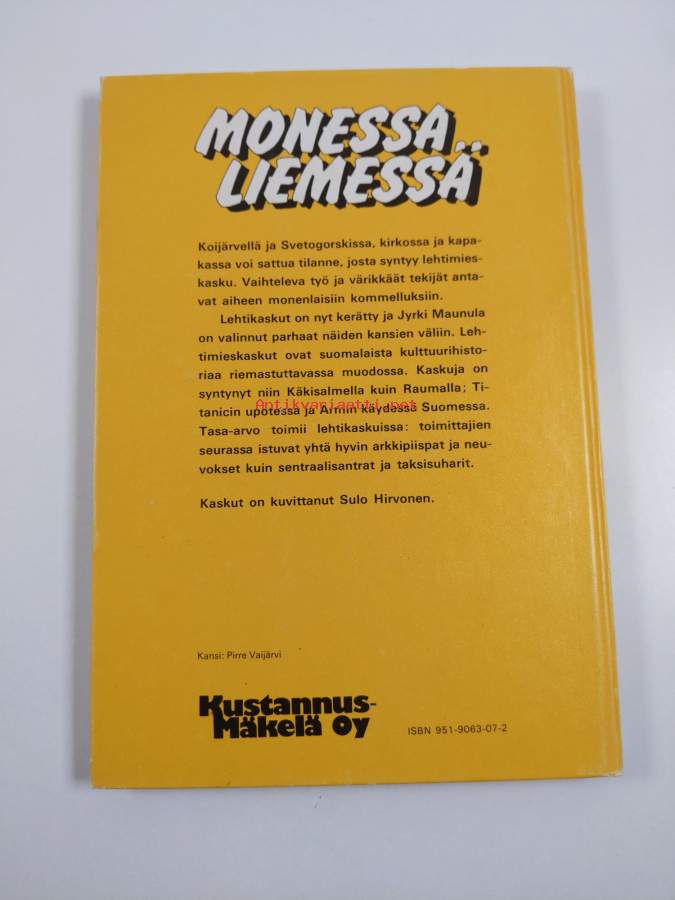 MONESSA
LIEMESSÄ
Koijärvellä ja Svetogorskissa, kirkossa ja kapa-
kassa voi sattua tilanne, josta syntyy lehtimies-
kasku. Vaihteleva työ ja värikkäät tekijät anta-
vat aiheen monenlaisiin kommelluksiin.
Lehtikaskut on nyt kerätty ja Jyrki Maunula
on valinnut parhaat näiden kansien väliin. Leh-
timieskaskut ovat suomalaista kulttuurihisto-
riaa riemastuttavassa muodossa. Kaskuja on
syntynyt niin Käkisalmella kuin Raumalla; Ti-
tanicin upotessa ja Armin käydessä Suomessa.
Antikvariaatti.net
Tasa-arvo toimii lehtikaskuissa: toimittajien
seurassa istuvat yhtä hyvin arkkipiispat ja neu-
vokset kuin sentraalisantrat ja taksisuharit.
Kaskut on kuvittanut Sulo Hirvonen.
Kansi: Pirre Vaijärvi
Kustannus-
Mäkelä Oy
ISBN 951-9063-07-2